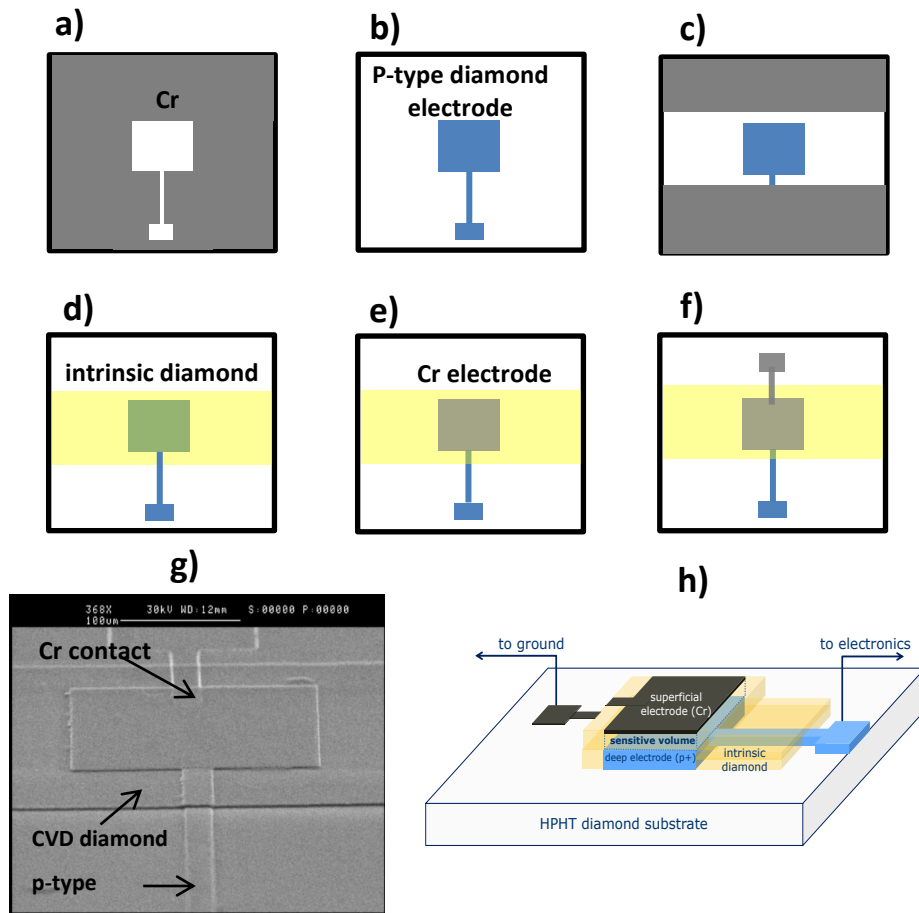 a)
b)
c)
Cr
P-type diamond
electrode
d)
e)
f)
intrinsic diamond
Cr electrode
g)
h)
368X 30kV WD:12mm S:00000 P:00000
100um
Cr contact
CVD diamond
p-type
to ground
to electronics
superficial
electrode (Cr)
sensitive volume
deep electrode (p+)
intrinsic
diamond
HPHT diamond substrate